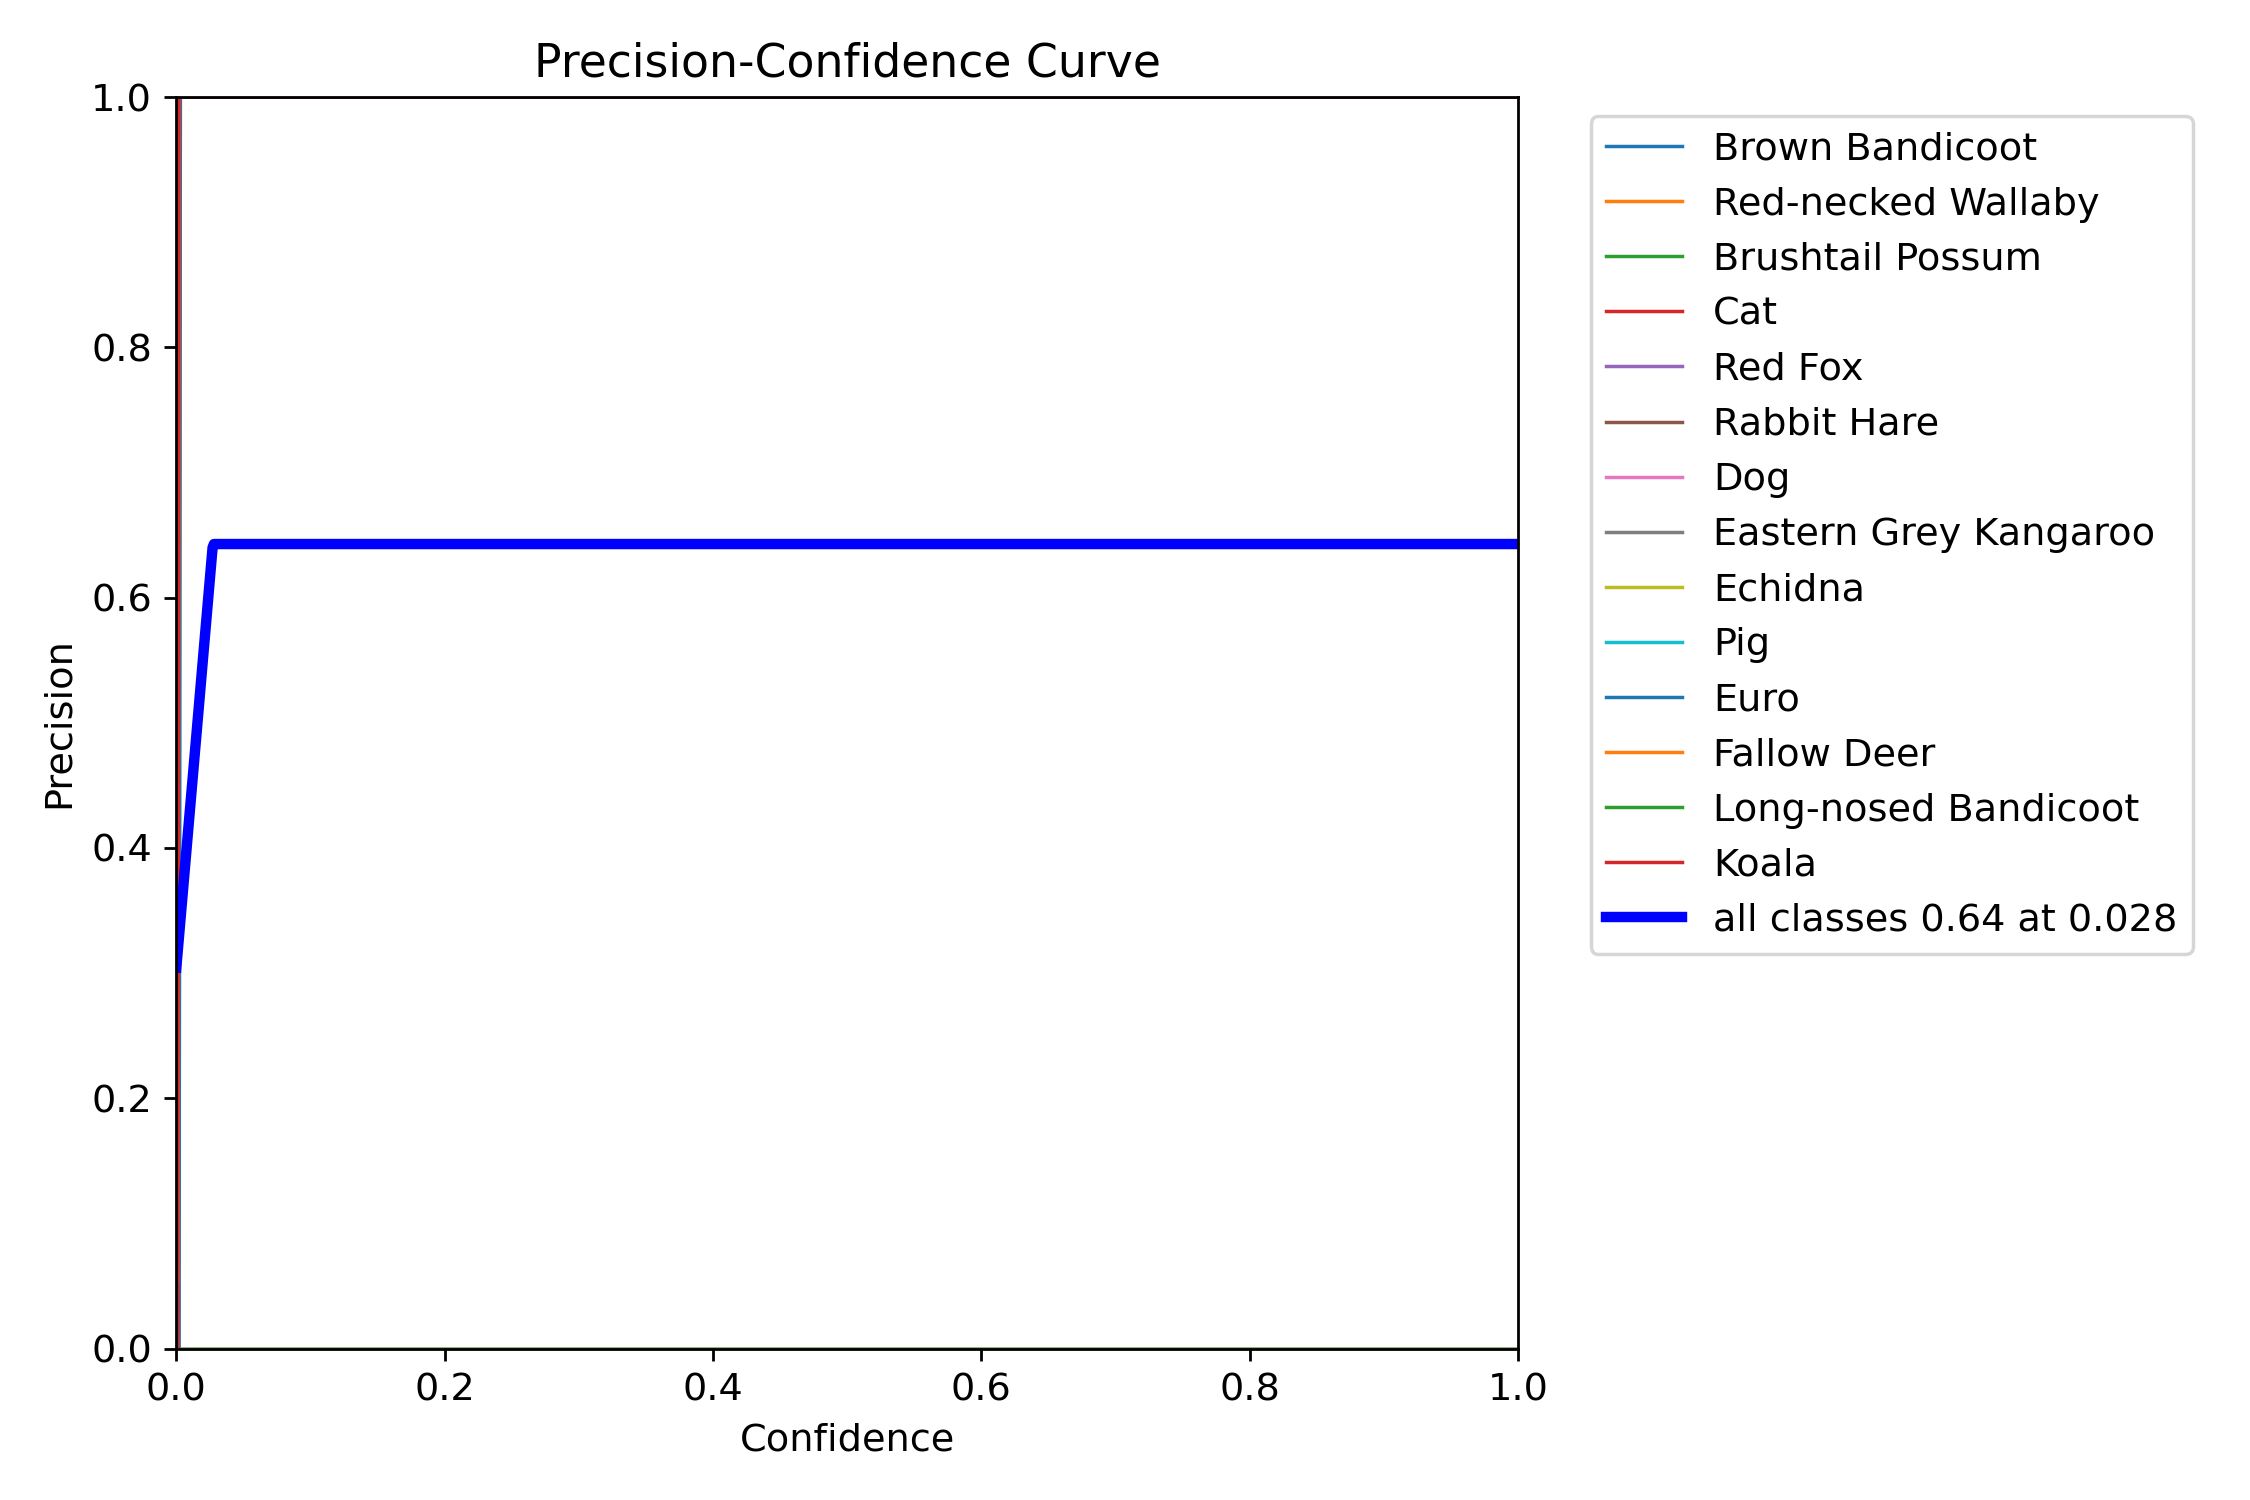 Precision-Confidence Curve
1.0
0.8
0.6
0.4
0.2
0.0
Precision
0.0 0.2 0.4 0.6 0.8 1.0
Confidence
Brown Bandicoot
Red-necked Wallaby
Brushtail Possum
Cat
Red Fox
Rabbit Hare
Dog
Eastern Grey Kangaroo
Echidna
Pig
Euro
Fallow Deer
Long-nosed Bandicoot
Koala
all classes 0.64 at 0.028